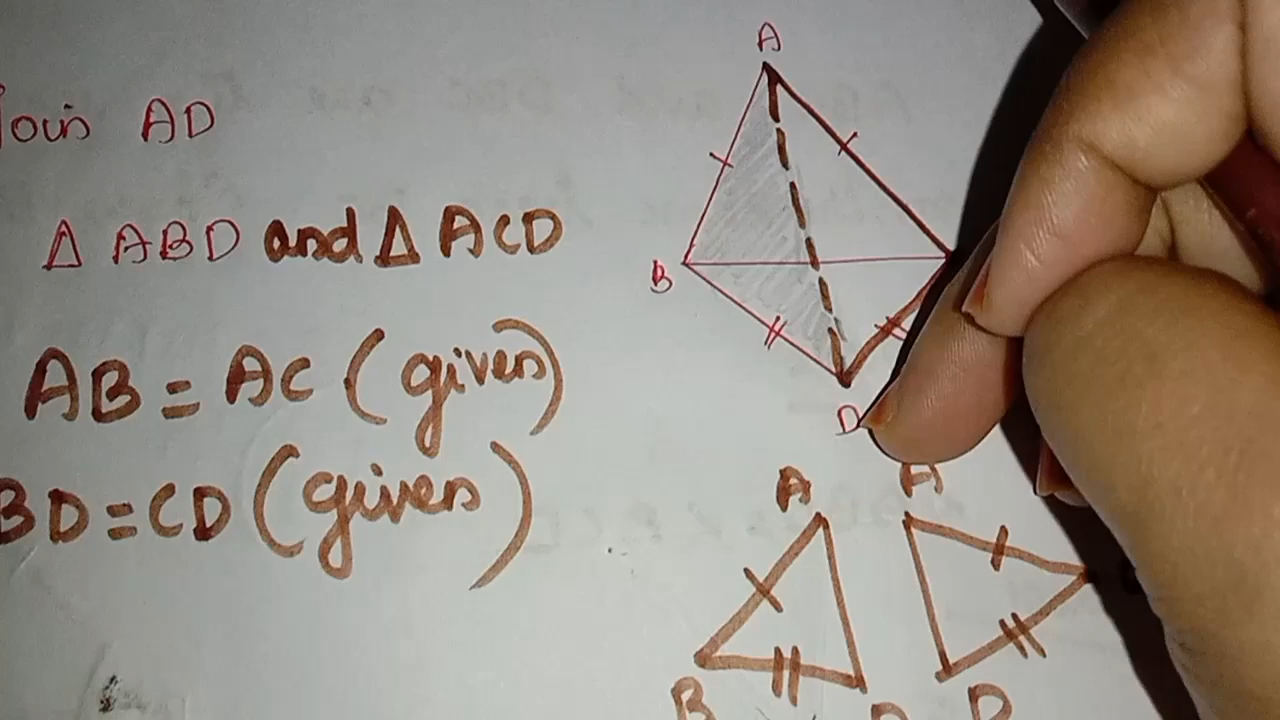 Join AD
Δ ABD and Δ ACD
AB = AC (given)
BD = CD (given)
A
B
D
A
A
B
D
D